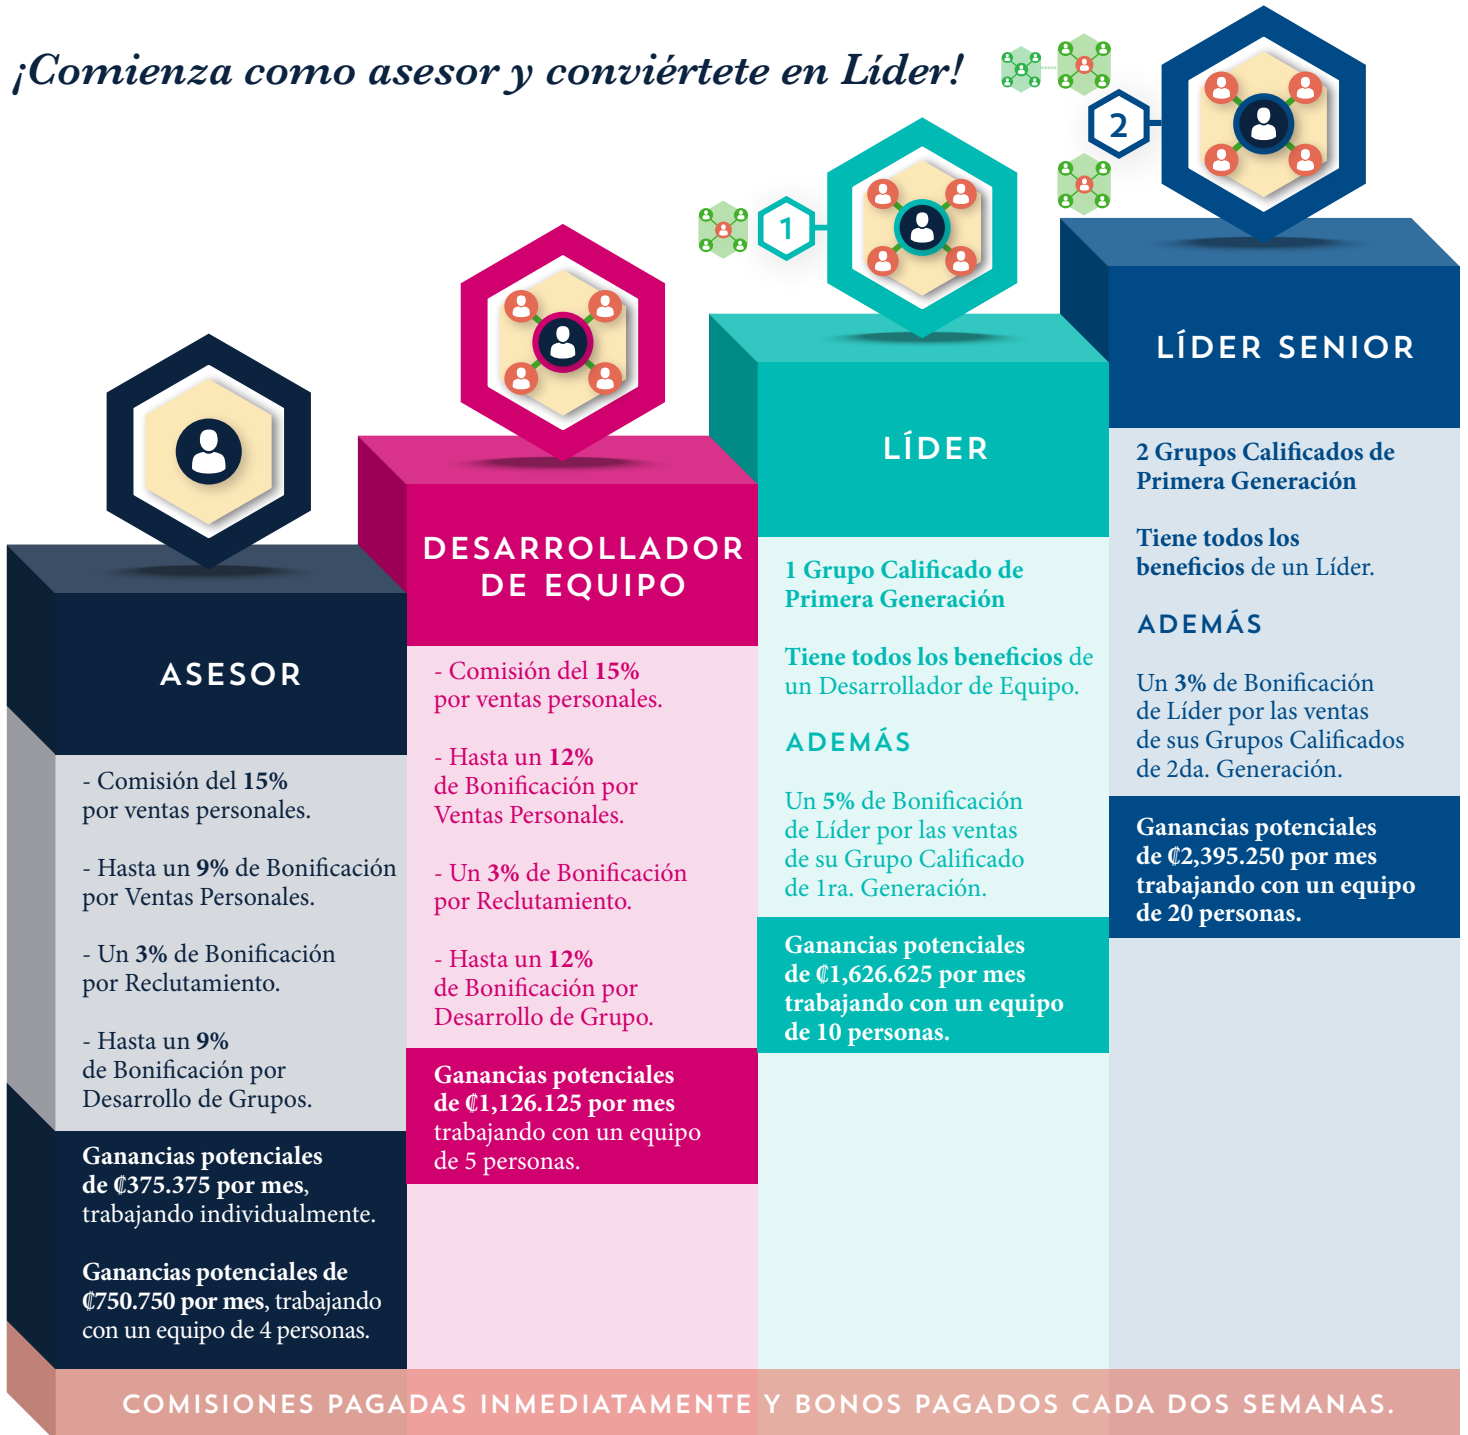 ¡Comienza como asesor y conviértete en Líder!
ASESOR
- Comisión del 15%
por ventas personales.
- Hasta un 9% de Bonificación
por Ventas Personales.
- Un 3% de Bonificación
por Reclutamiento.
- Hasta un 9%
de Bonificación por
Desarrollo de Grupos.
Ganancias potenciales
de ₡375.375 por mes,
trabajando individualmente.
Ganancias potenciales de
₡750.750 por mes, trabajando
con un equipo de 4 personas.
DESARROLLADOR
DE EQUIPO
- Comisión del 15%
por ventas personales.
- Hasta un 12%
de Bonificación por
Ventas Personales.
- Un 3% de Bonificación
por Reclutamiento.
- Hasta un 12%
de Bonificación por
Desarrollo de Grupo.
Ganancias potenciales
de ₡1,126.125 por mes
trabajando con un equipo
de 5 personas.
1
LÍDER
1 Grupo Calificado de
Primera Generación
Tiene todos los beneficios de
un Desarrollador de Equipo.
ADEMÁS
Un 5% de Bonificación
de Líder por las ventas
de su Grupo Calificado
de 1ra. Generación.
Ganancias potenciales
de ₡1,626.625 por mes
trabajando con un equipo
de 10 personas.
2
LÍDER SENIOR
2 Grupos Calificados de
Primera Generación
Tiene todos los
beneficios de un Líder.
ADEMÁS
Un 3% de Bonificación
de Líder por las ventas
de sus Grupos Calificados
de 2da. Generación.
Ganancias potenciales
de ₡2,395.250 por mes
trabajando con un equipo
de 20 personas.
COMISIONES PAGADAS INMEDIATAMENTE Y BONOS PAGADOS CADA DOS SEMANAS.